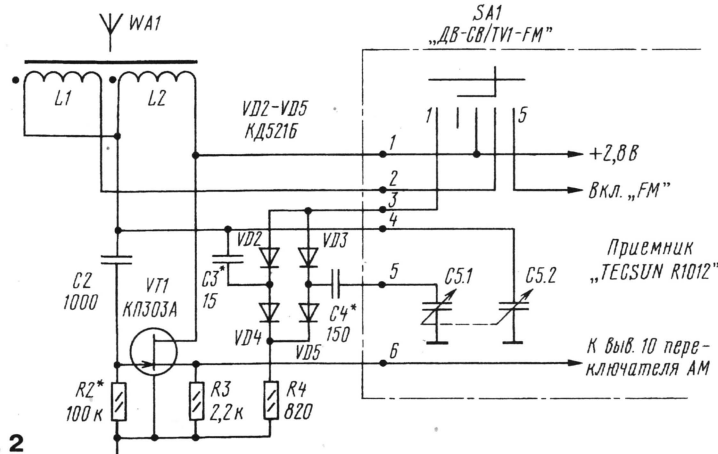 SA1
„ДВ-СВ/TV1-FM”
WA1
L1
L2
VD2-VD5
КД521Б
1
5
1
+2,8В
2
Вкл. „FM”
3
4
VD2
VD3
C2
1000
VT1
КП303А
C3*
15
C4*
150
5
C5.1
C5.2
Приемник
„TECSUN R1012”
VD4
VD5
6
К выв. 10 пере-
ключателя АМ
R2*
100 к
R3
2,2 к
R4
820
2